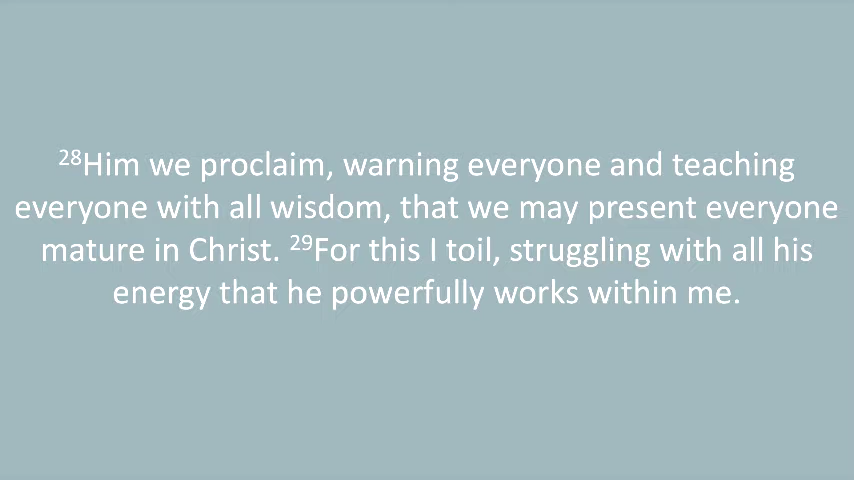 ²⁸Him we proclaim, warning everyone and teaching
everyone with all wisdom, that we may present everyone
mature in Christ. ²⁹For this I toil, struggling with all his
energy that he powerfully works within me.